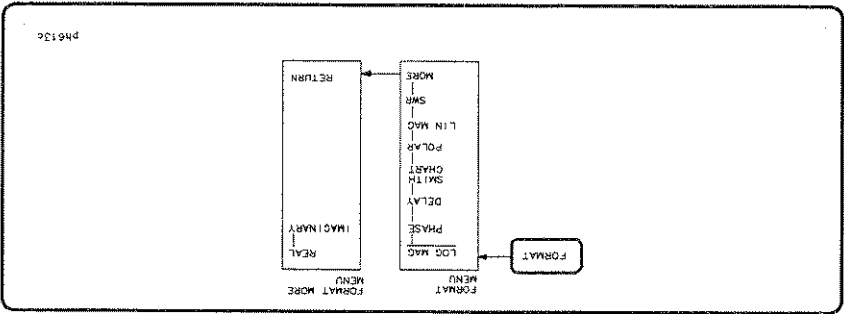 FORMAT
FORMAT
MENU
LOG MAG
PHASE
DELAY
SMITH
CHART
POLAR
LIN MAG
SWR
MORE
FORMAT MORE
MENU
REAL
IMAGINARY
RETURN
ph613c